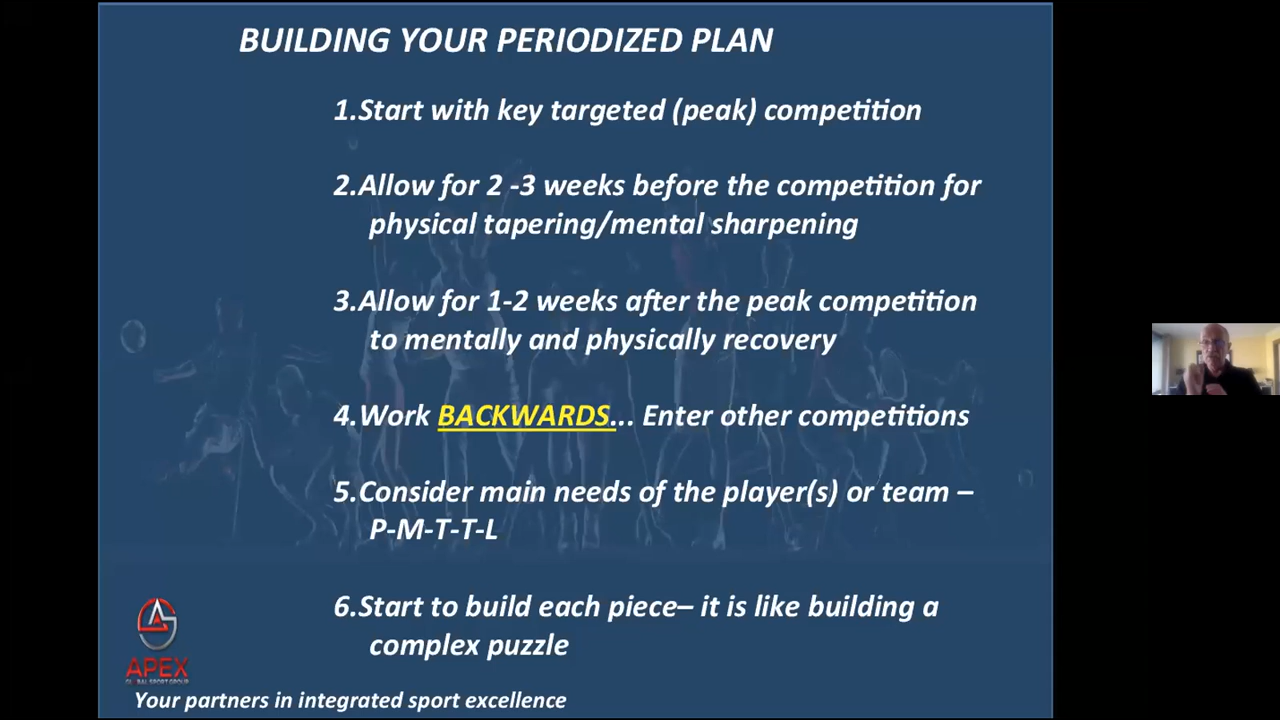 BUILDING YOUR PERIODIZED PLAN
1.Start with key targeted (peak) competition
2.Allow for 2 -3 weeks before the competition for
physical tapering/mental sharpening
3.Allow for 1-2 weeks after the peak competition
to mentally and physically recovery
4.Work BACKWARDS... Enter other competitions
5.Consider main needs of the player(s) or team –
P-M-T-T-L
6.Start to build each piece– it is like building a
complex puzzle
APEX
GLOBAL SPORT GROUP
Your partners in integrated sport excellence